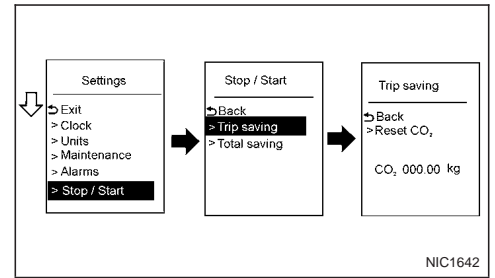 Settings
⮌Exit
> Clock
> Units
> Maintenance
> Alarms
> Stop / Start
Stop / Start
⮌Back
> Trip saving
> Total saving
Trip saving
⮌Back
>Reset CO₂
CO₂ 000.00 kg
NIC1642